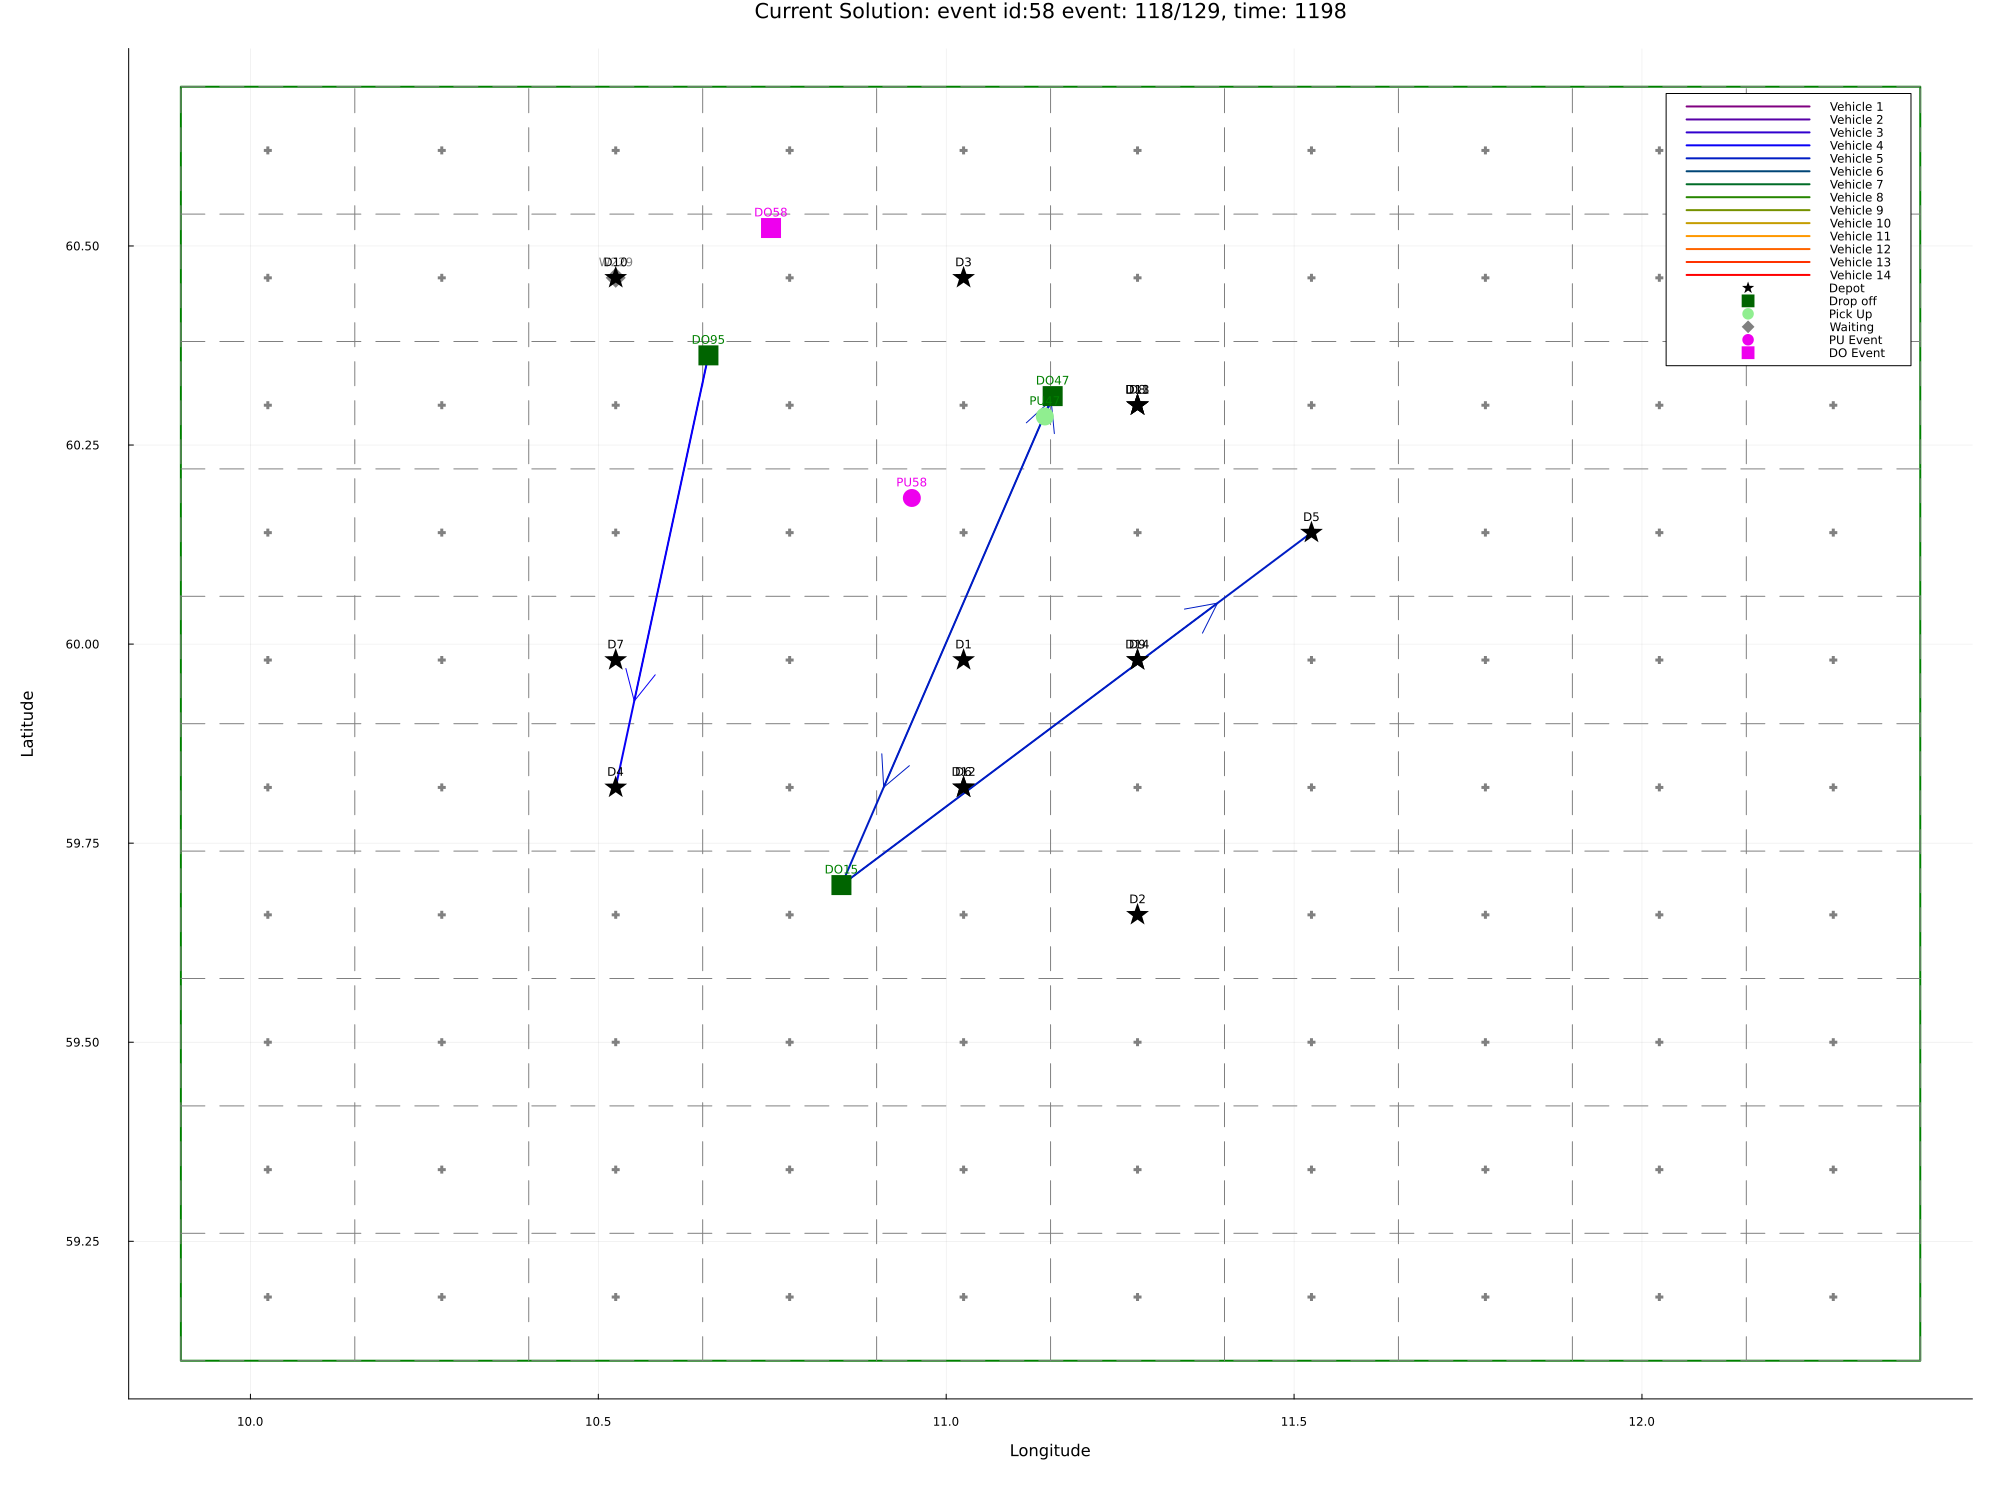 Current Solution: event id:58 event: 118/129, time: 1198
Vehicle 1
Vehicle 2
Vehicle 3
Vehicle 4
Vehicle 5
Vehicle 6
Vehicle 7
Vehicle 8
Vehicle 9
Vehicle 10
Vehicle 11
Vehicle 12
Vehicle 13
Vehicle 14
Depot
Drop off
Pick Up
Waiting
PU Event
DO Event
DO58
D10
D3
DO95
DO47
PU58
D5
D7
D1
D4
DO15
D2
60.50
60.25
60.00
59.75
59.50
59.25
Latitude
10.0
10.5
11.0
11.5
12.0
Longitude